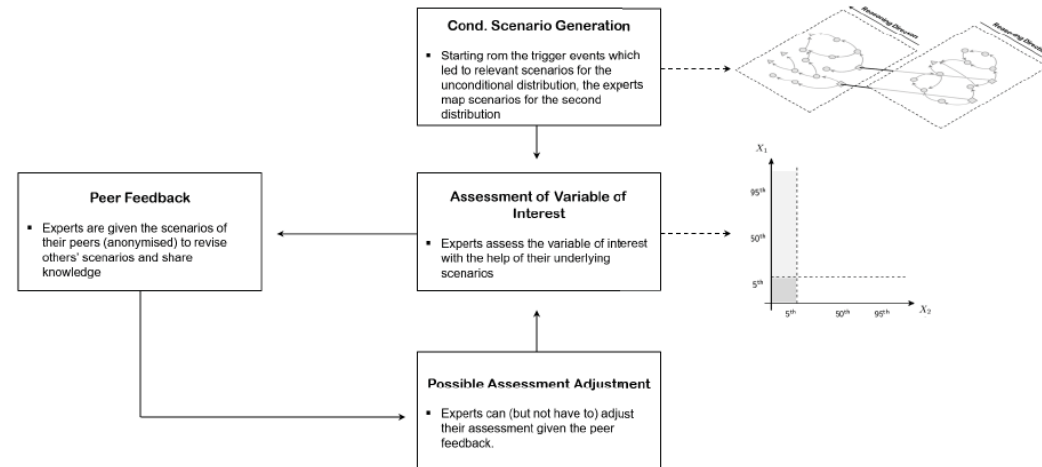 Cond. Scenario Generation
▪ Starting rom the trigger events which
led to relevant scenarios for the
unconditional distribution, the experts
map scenarios for the second
distribution
Reasoning Direction
Reasoning Direction
Peer Feedback
▪ Experts are given the scenarios of
their peers (anonymised) to revise
others' scenarios and share
knowledge
Assessment of Variable of
Interest
▪ Experts assess the variable of interest
with the help of their underlying
scenarios
X₁
95th
50th
5th
5th 50th 95th X₂
Possible Assessment Adjustment
▪ Experts can (but not have to) adjust
their assessment given the peer
feedback.